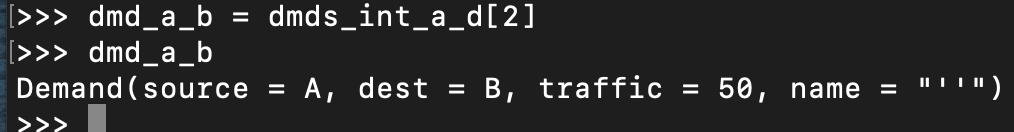 [>>> dmd_a_b = dmds_int_a_d[2]
[>>> dmd_a_b
Demand(source = A, dest = B, traffic = 50, name = "''")
>>>